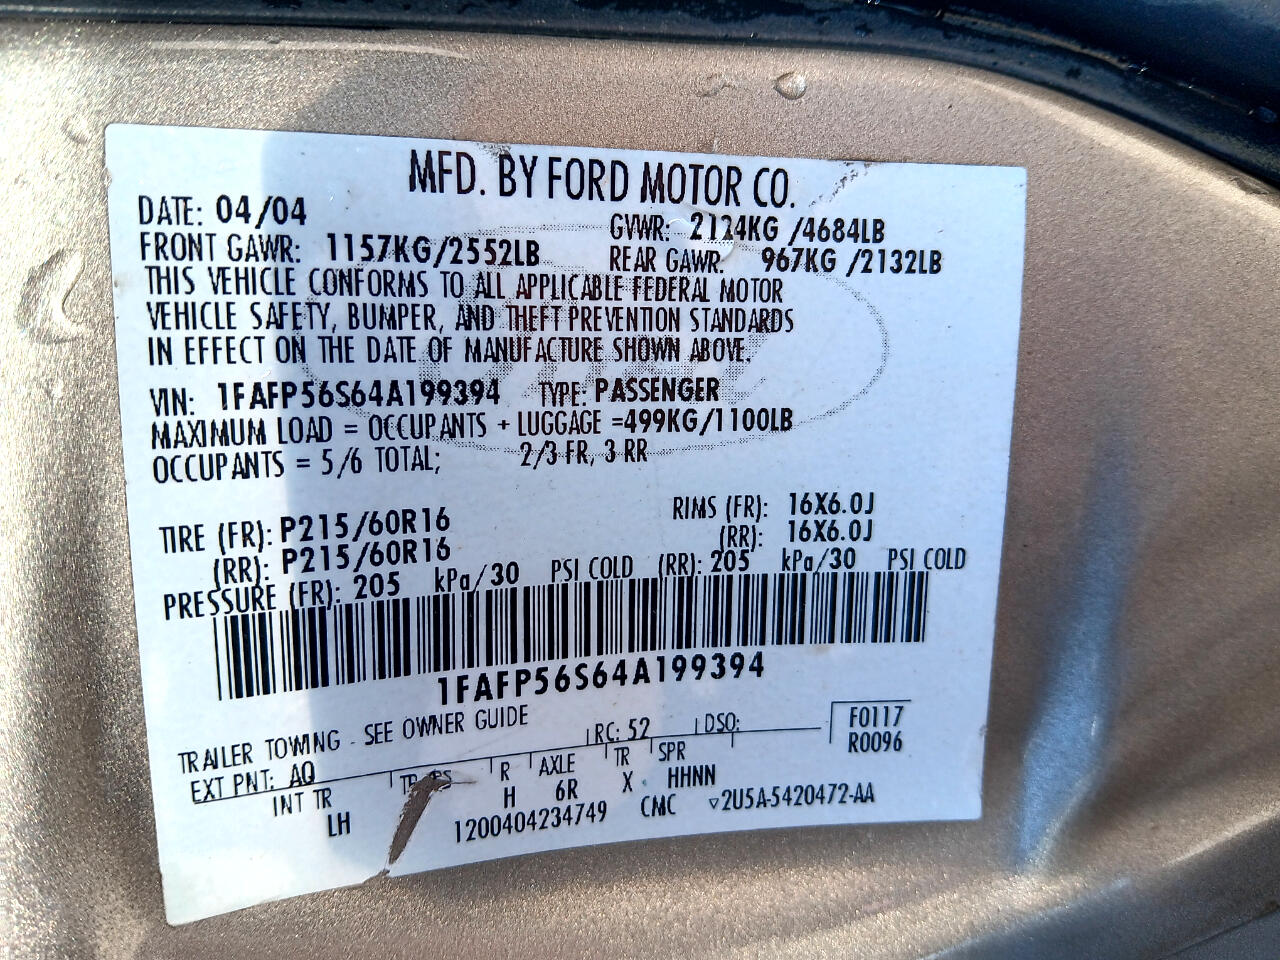 MFD. BY FORD MOTOR CO.
DATE: 04/04
GVWR: 2124KG /4684LB
FRONT GAWR: 1157KG/2552LB
REAR GAWR: 967KG /2132LB
THIS VEHICLE CONFORMS TO ALL APPLICABLE FEDERAL MOTOR
VEHICLE SAFETY, BUMPER, AND THEFT PREVENTION STANDARDS
IN EFFECT ON THE DATE OF MANUFACTURE SHOWN ABOVE.
VIN: 1FAFP56S64A199394 TYPE: PASSENGER
MAXIMUM LOAD = OCCUPANTS + LUGGAGE =499KG/1100LB
OCCUPANTS = 5/6 TOTAL; 2/3 FR, 3 RR
TIRE (FR): P215/60R16 RIMS (FR): 16X6.0J
(RR): P215/60R16 (RR): 16X6.0J
PRESSURE (FR): 205 kPa/30 PSI COLD (RR): 205 kPa/30 PSI COLD
1FAFP56S64A199394
TRAILER TOWING - SEE OWNER GUIDE
EXT PNT: AQ RC: 52 DSO: F0117
R0096
INT TR R AXLE TR SPR
LH H 6R X HHNN
1200404234749 CMC ▽2U5A-5420472-AA